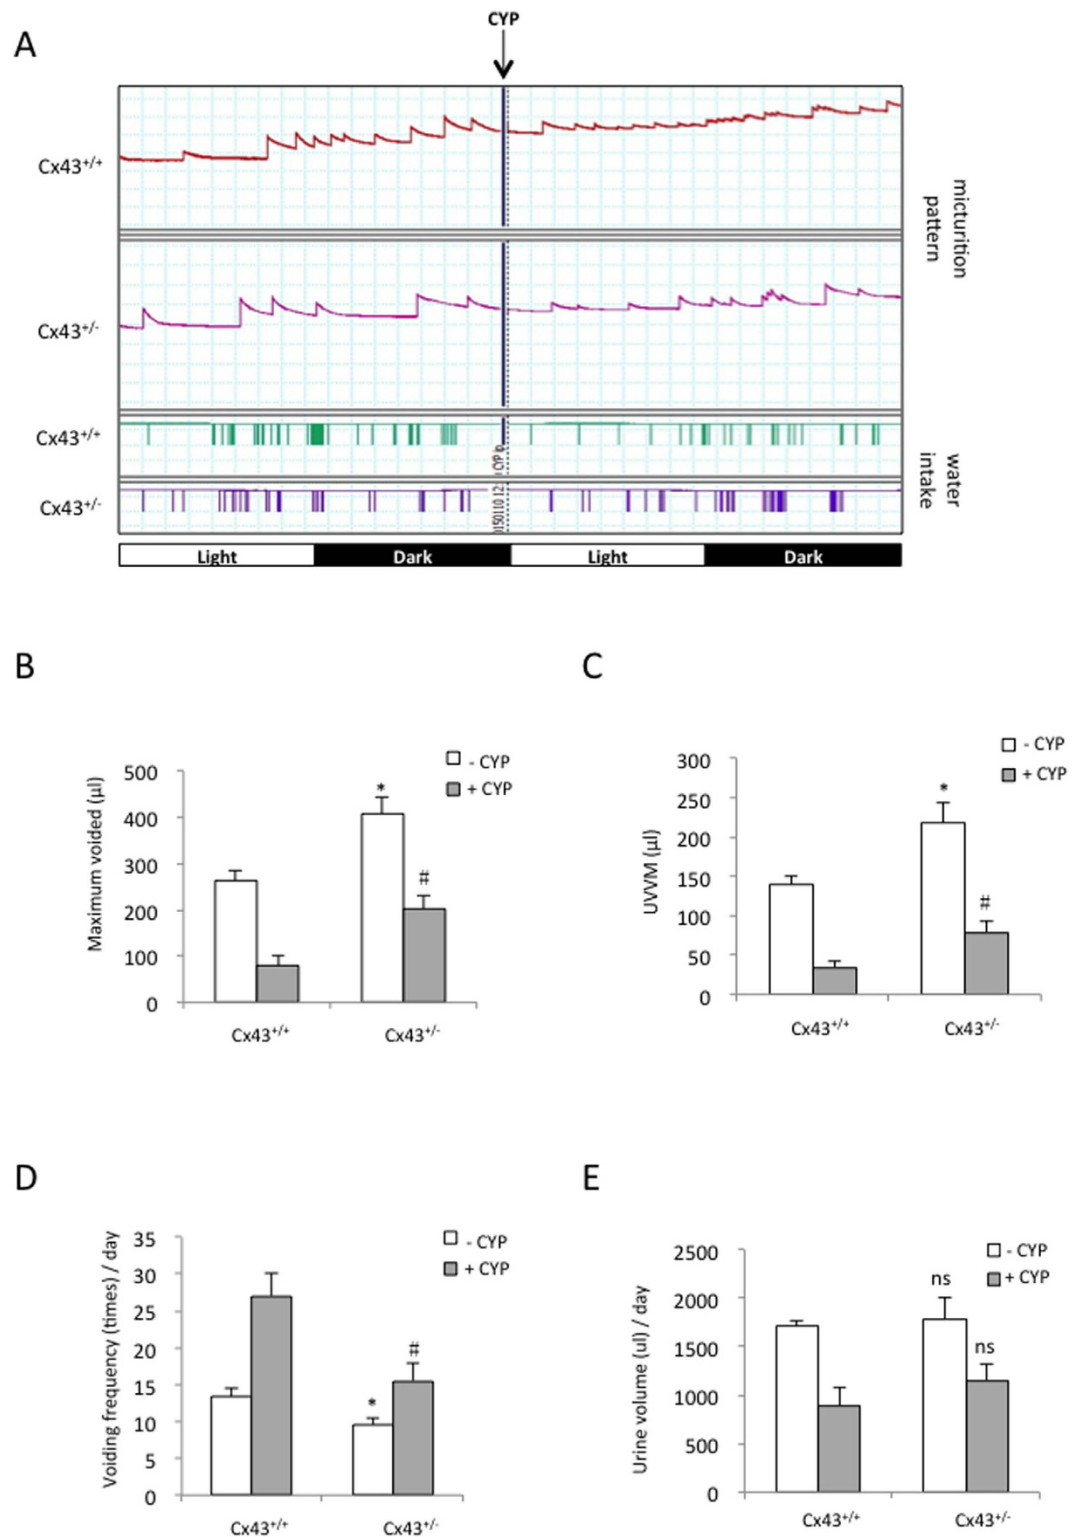 CYP
A
Cx43+/+
micturition
pattern
Cx43+/-
Cx43+/+
water
intake
Cx43+/-
Light Dark Light Dark
B
Maximum voided (µl)
500
400
300
200
100
0
- CYP
+ CYP
*
#
Cx43+/+ Cx43+/-
C
UVVM (µl)
300
250
200
150
100
50
0
- CYP
+ CYP
*
#
Cx43+/+ Cx43+/-
D
Voiding frequency (times) / day
35
30
25
20
15
10
5
0
- CYP
+ CYP
*
#
Cx43+/+ Cx43+/-
E
Urine volume (ul) / day
2500
2000
1500
1000
500
0
- CYP
+ CYP
ns
ns
Cx43+/+ Cx43+/-